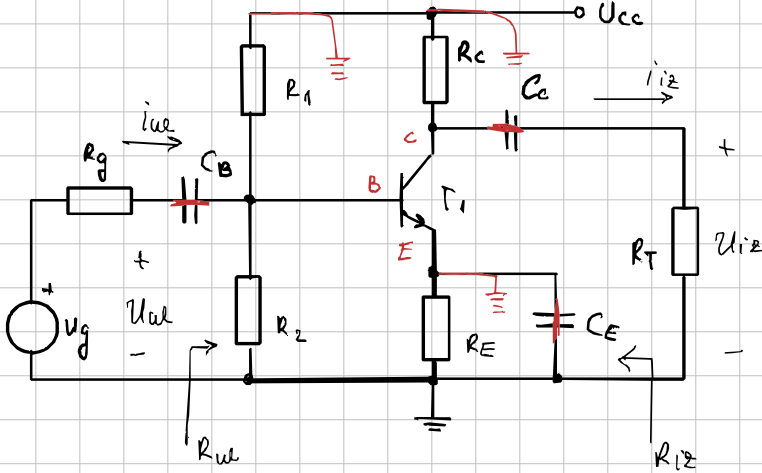 UCC
R1
RC
CC
iiz
iul
Rg
CB
C
B
T1
+
+
E
RT
uiz
+
uul
ug
-
R2
RE
CE
-
Rul
Riz